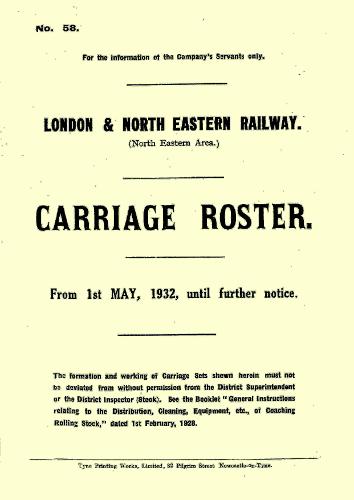 No. 58.
For the information of the Company's Servants only.
LONDON & NORTH EASTERN RAILWAY.
(North Eastern Area.)
CARRIAGE ROSTER.
From 1st MAY, 1932, until further notice.
The formation and working of Carriage Sets shewn herein must not
be deviated from without permission from the District Superintendent
or the District Inspector (Stock). See the Booklet "General Instructions
relating to the Distribution, Cleaning, Equipment, etc., of Coaching
Rolling Stock," dated 1st February, 1928.
Tyne Printing Works, Limited, 32 Pilgrim Street Newcastle-on-Tyne.